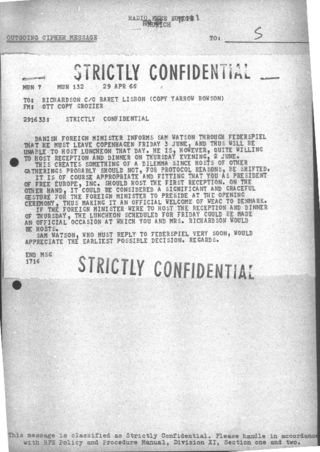 RADIO FREE EUROPE
MUNICH
OUTGOING CIPHER MESSAGE
TO: S
STRICTLY CONFIDENTIAL
MUN 7 MUN 132 29 APR 66
TO: RICHARDSON C/O RARET LISBON (COPY YARROW BOWSON)
FM: OTT COPY CROZIER
291633: STRICTLY CONFIDENTIAL
DANISH FOREIGN MINISTER INFORMS SAM WATSON THROUGH FEDERSPIEL
THAT HE MUST LEAVE COPENHAGEN FRIDAY 3 JUNE, AND THUS WILL BE
UNABLE TO HOST LUNCHEON THAT DAY. HE IS, HOWEVER, QUITE WILLING
TO HOST RECEPTION AND DINNER ON THURSDAY EVENING, 2 JUNE.
THIS CREATES SOMETHING OF A DILEMMA SINCE HOSTS OF OTHER
GATHERINGS PROBABLY SHOULD NOT, FOR PROTOCOL REASONS, BE SHIFTED.
IT IS OF COURSE APPROPRIATE AND FITTING THAT YOU AS PRESIDENT
OF FREE EUROPE, INC. SHOULD HOST THE FIRST RECEPTION. ON THE
OTHER HAND, IT COULD BE CONSIDERED A SIGNIFICANT AND GRACEFUL
GESTURE FOR THE FOREIGN MINISTER TO PRESIDE AT THE OPENING
CEREMONY, THUS MAKING IT AN OFFICIAL WELCOME OF WEAC TO DENMARK.
IF THE FOREIGN MINISTER WERE TO HOST THE RECEPTION AND DINNER
OF THURSDAY, THE LUNCHEON SCHEDULED FOR FRIDAY COULD BE MADE
AN OFFICIAL OCCASION AT WHICH YOU AND MRS. RICHARDSON WOULD
BE HOSTS.
SAM WATSON, WHO MUST REPLY TO FEDERSPIEL VERY SOON, WOULD
APPRECIATE THE EARLIEST POSSIBLE DECISION. REGARDS.
END MSG
1716
STRICTLY CONFIDENTIAL
This message is classified as Strictly Confidential. Please handle in accordance
with RFE Policy and Procedure Manual, Division XI, Section one and two.